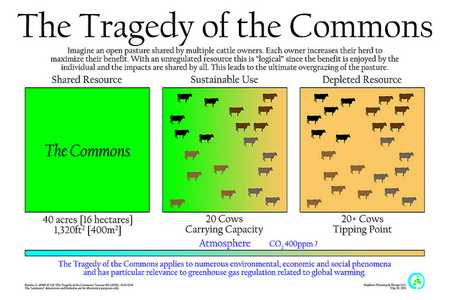 The Tragedy of the Commons
Imagine an open pasture shared by multiple cattle owners. Each owner increases their herd to
maximize their benefit. With an unregulated resource this is "logical" since the benefit is enjoyed by the
individual and the impacts are shared by all. This leads to the ultimate overgrazing of the pasture.
Shared Resource
Sustainable Use
Depleted Resource
The Commons
40 acres [16 hectares]
1,320ft² [400m²]
20 Cows
Carrying Capacity
20+ Cows
Tipping Point
Atmosphere
CO₂ 400ppm ?
The Tragedy of the Commons applies to numerous environmental, economic and social phenomena
and has particular relevance to greenhouse gas regulation related to global warming.